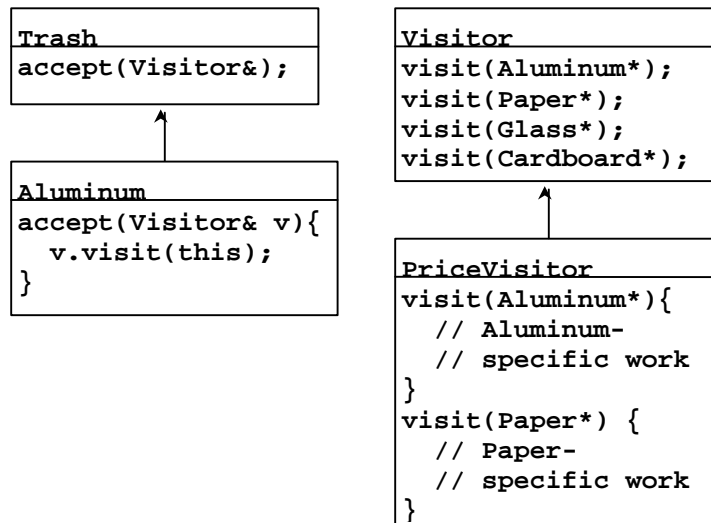 Trash
accept(Visitor&);
Aluminum
accept(Visitor& v){
v.visit(this);
}
Visitor
visit(Aluminum*);
visit(Paper*);
visit(Glass*);
visit(Cardboard*);
PriceVisitor
visit(Aluminum*){
// Aluminum-
// specific work
}
visit(Paper*) {
// Paper-
// specific work
}